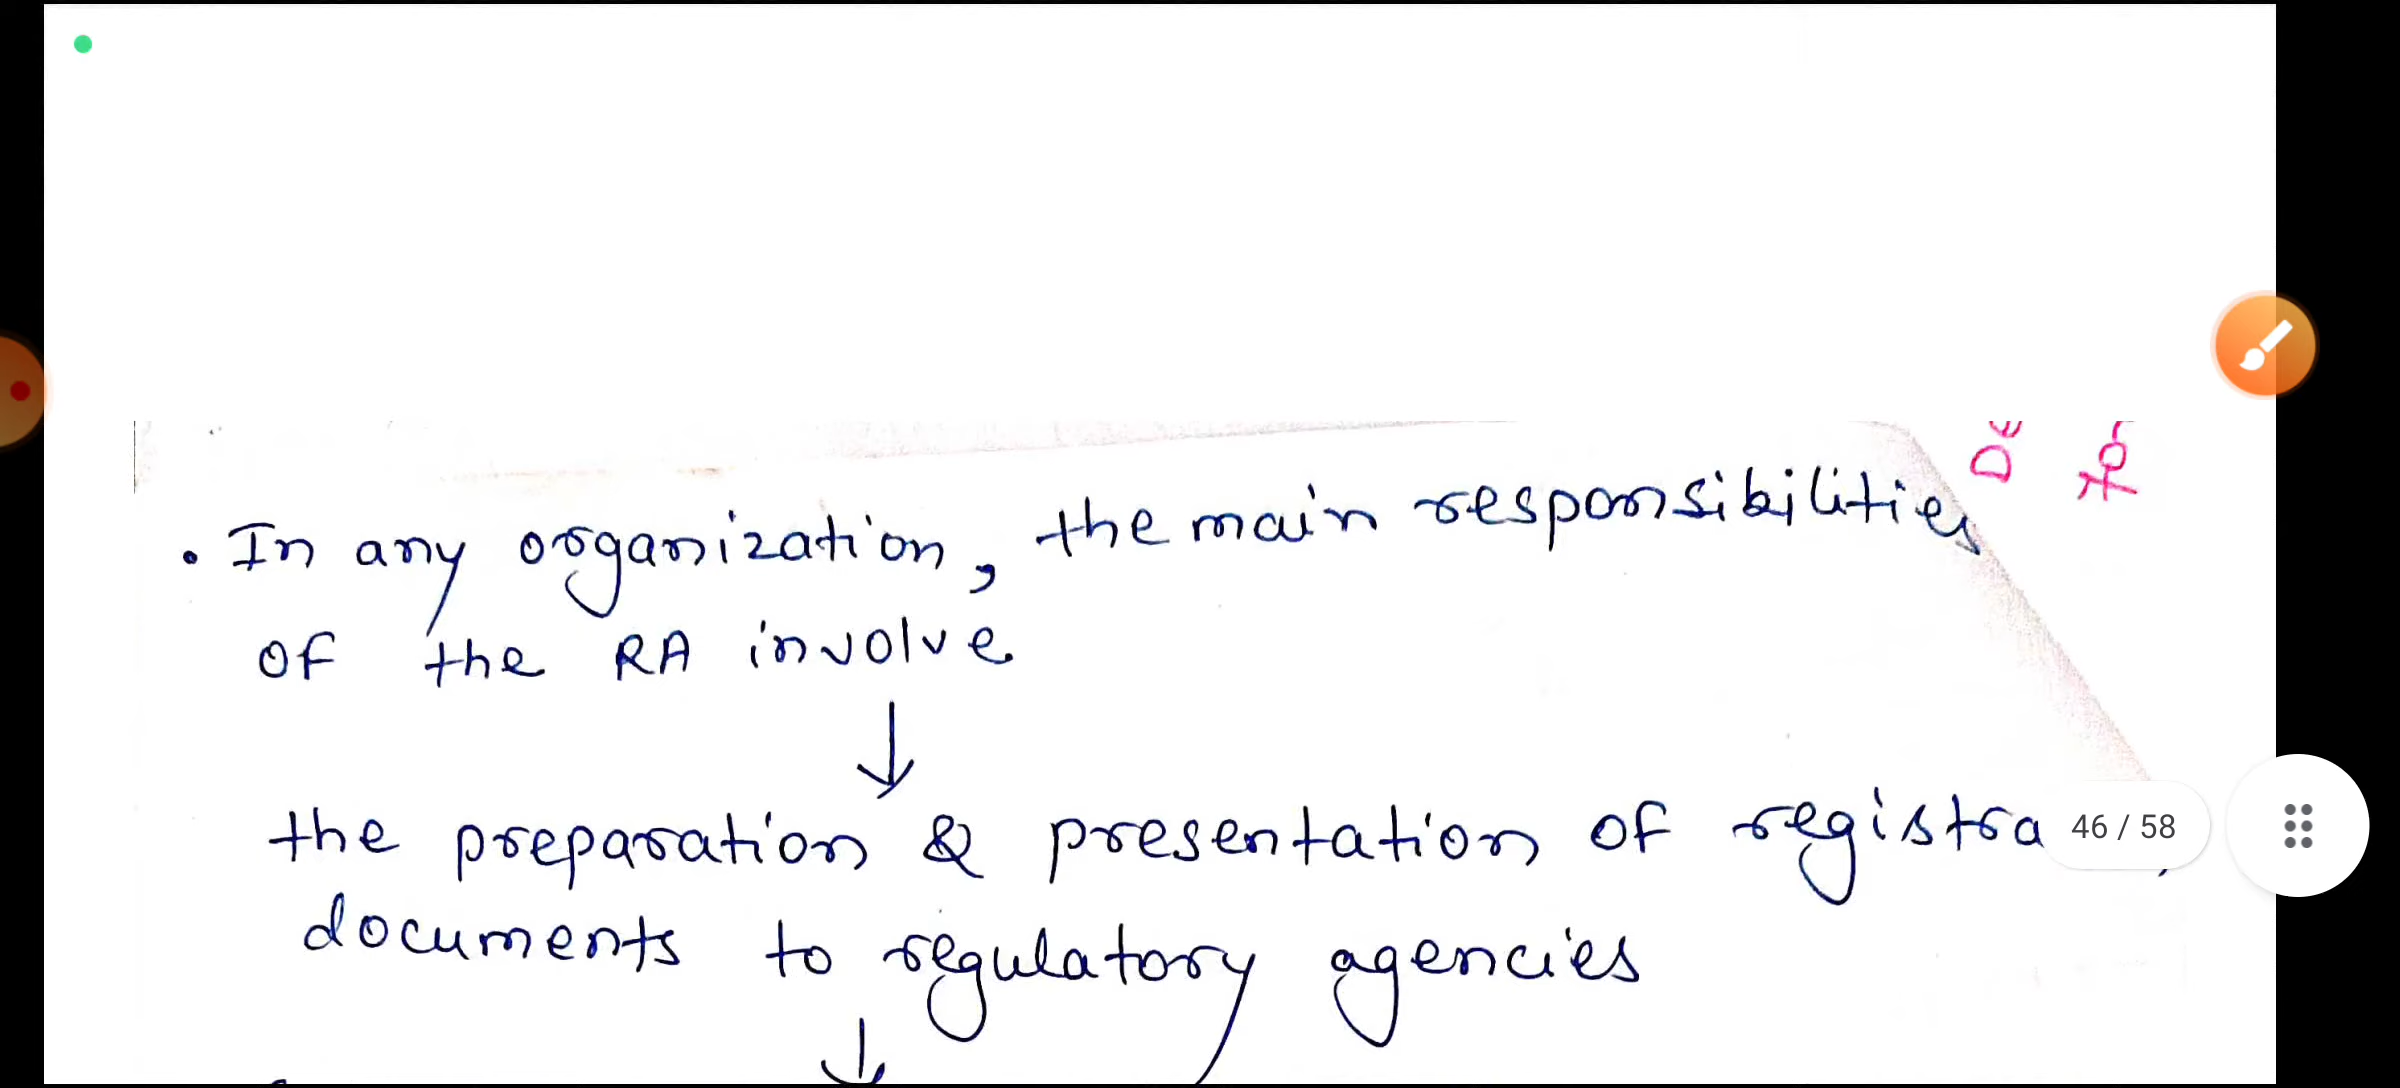 • In any organization, the main responsibilities
of the RA involve
↓
the preparation & presentation of registra
46 / 58
documents to regulatory agencies
↓